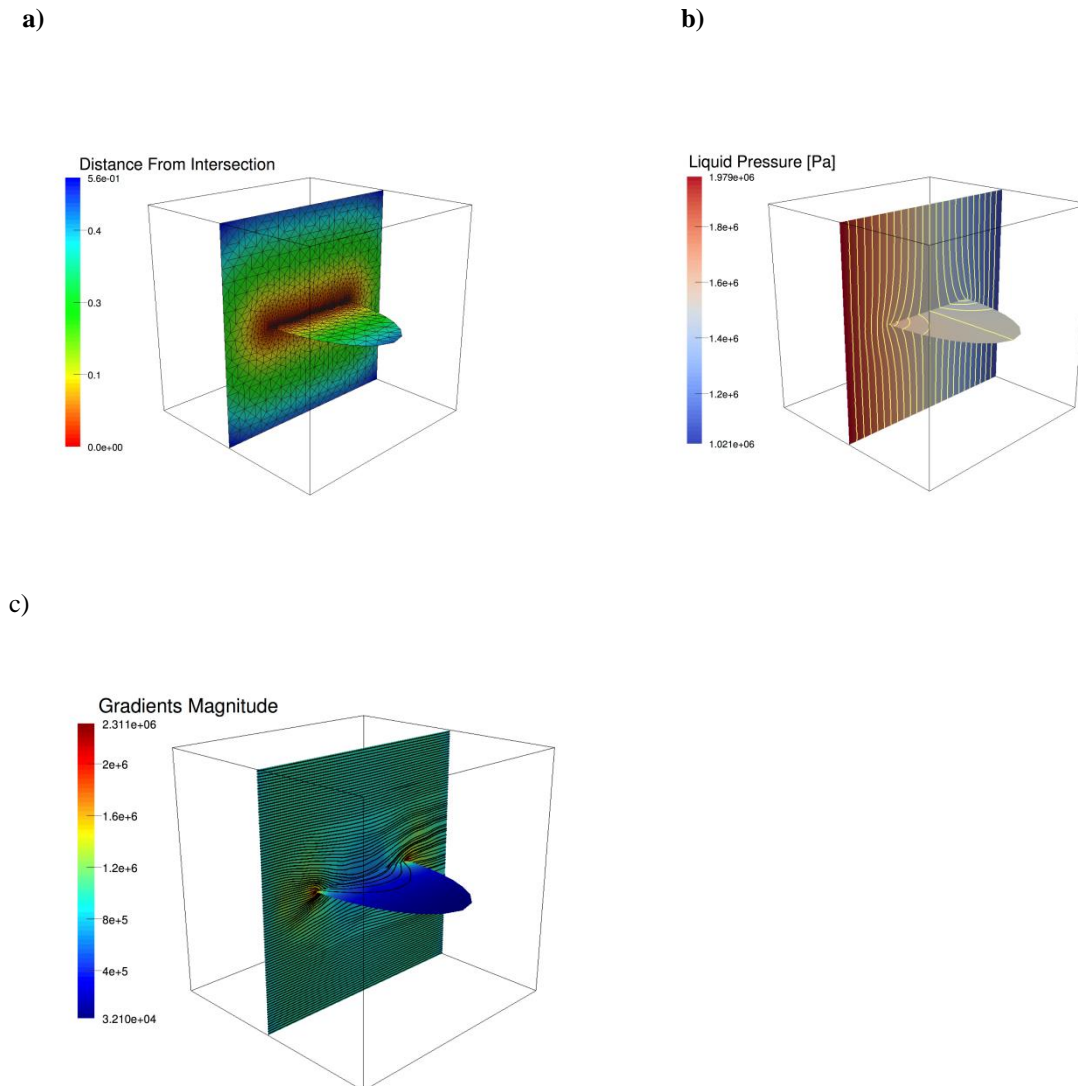 a)
b)
Distance From Intersection
5.6e-01
0.4
0.3
0.1
0.0e+00
Liquid Pressure [Pa]
1.979e+06
1.8e+6
1.6e+6
1.4e+6
1.2e+6
1.021e+06
c)
Gradients Magnitude
2.311e+06
2e+6
1.6e+6
1.2e+6
8e+5
4e+5
3.210e+04